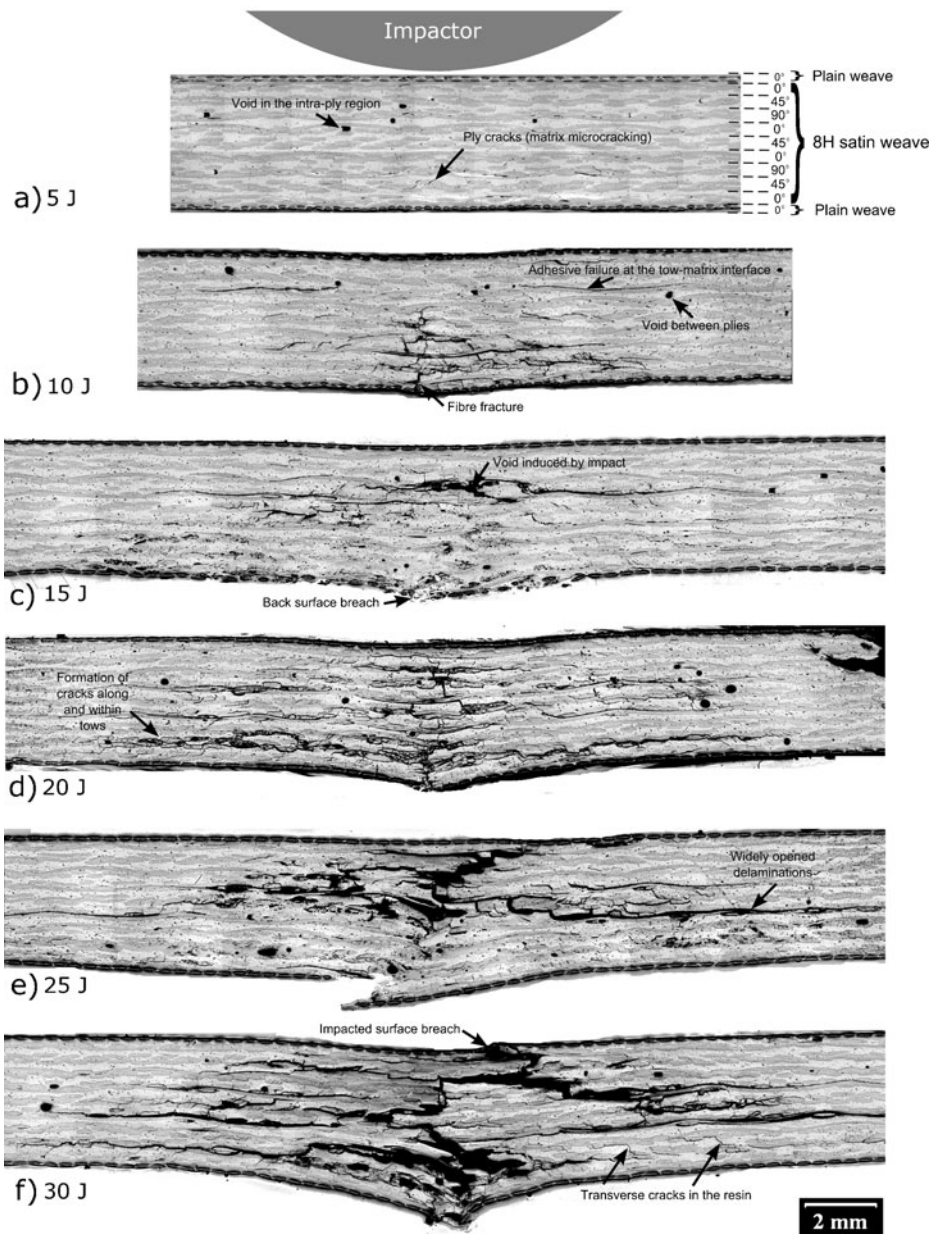 Impactor
Void in the intra-ply region
Ply cracks (matrix microcracking)
0°
0°
45°
90°
0°
45°
0°
90°
45°
0°
0°
Plain weave
8H satin weave
Plain weave
a) 5 J
Adhesive failure at the tow-matrix interface
Void between plies
b) 10 J
Fibre fracture
Void induced by impact
c) 15 J
Back surface breach
Formation of
cracks along
and within
tows
d) 20 J
Widely opened
delaminations
e) 25 J
Impacted surface breach
f) 30 J
Transverse cracks in the resin
2 mm